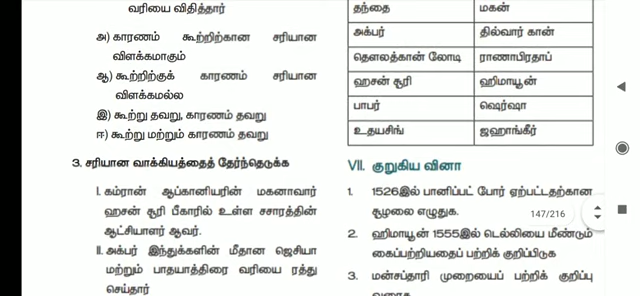 வரியை விதித்தார்
அ) காரணம் கூற்றிற்கான சரியான
விளக்கமாகும்
ஆ) கூற்றிற்குக் காரணம் சரியான
விளக்கமல்ல
இ) கூற்று தவறு, காரணம் தவறு
ஈ) கூற்று மற்றும் காரணம் தவறு
3. சரியான வாக்கியத்தைத் தேர்ந்தெடுக்க
I. கம்ரான் ஆப்கானியரின் மகனாவார்
ஹசன் சூரி பீகாரில் உள்ள சசாரத்தின்
ஆட்சியாளர் ஆவர்.
II. அக்பர் இந்துக்களின் மீதான ஜெசியா
மற்றும் பாதயாத்திரை வரியை ரத்து
செய்தார்
தந்தை மகன்
அக்பர் தில்வார் கான்
தௌலத்கான் லோடி ராணாபிரதாப்
ஹசன் சூரி ஹிமாயூன்
பாபர் ஷெர்ஷா
உதயசிங் ஜஹாங்கீர்
VII. குறுகிய வினா
1. 1526இல் பானிப்பட் போர் ஏற்பட்டதற்கான
சூழலை எழுதுக.
147/216
2. ஹிமாயூன் 1555இல் டெல்லியை மீண்டும்
கைப்பற்றியதைப் பற்றிக் குறிப்பிடுக
3. மன்சப்தாரி முறையைப் பற்றிக் குறிப்பு
வரைக